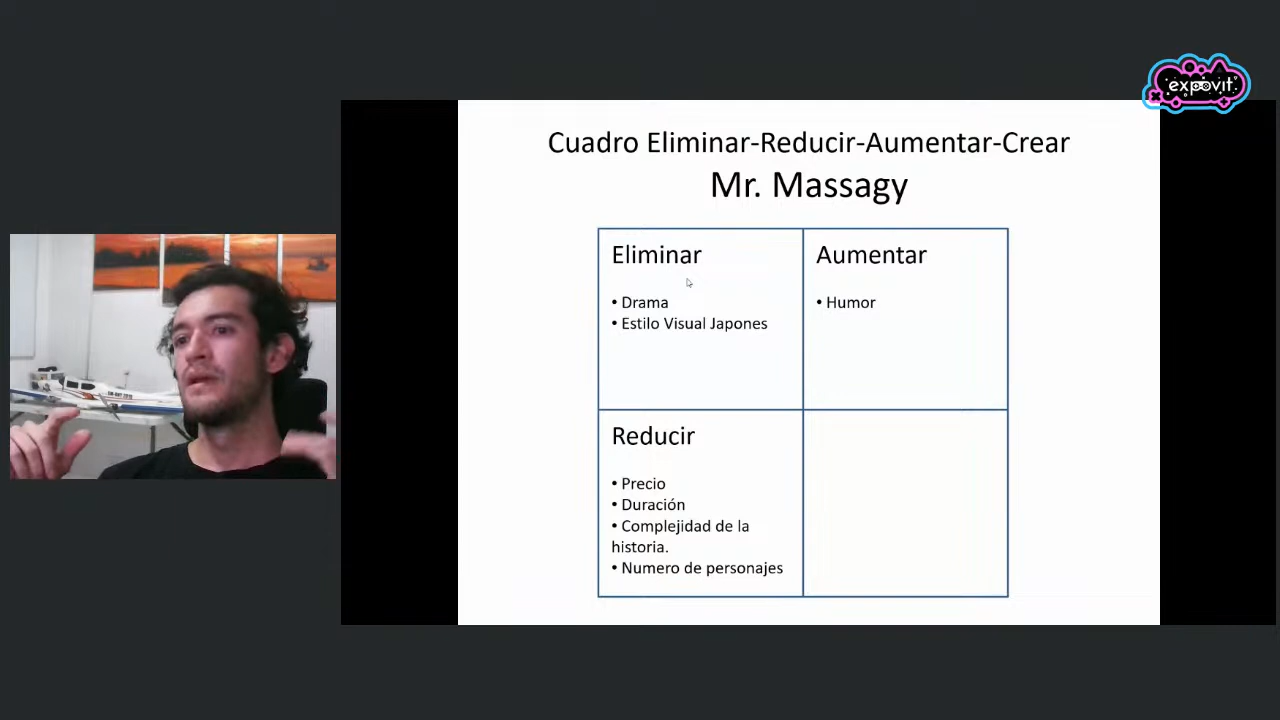 expovit
Cuadro Eliminar-Reducir-Aumentar-Crear
Mr. Massagy
Eliminar
• Drama
• Estilo Visual Japones
Aumentar
• Humor
Reducir
• Precio
• Duración
• Complejidad de la
historia.
• Numero de personajes